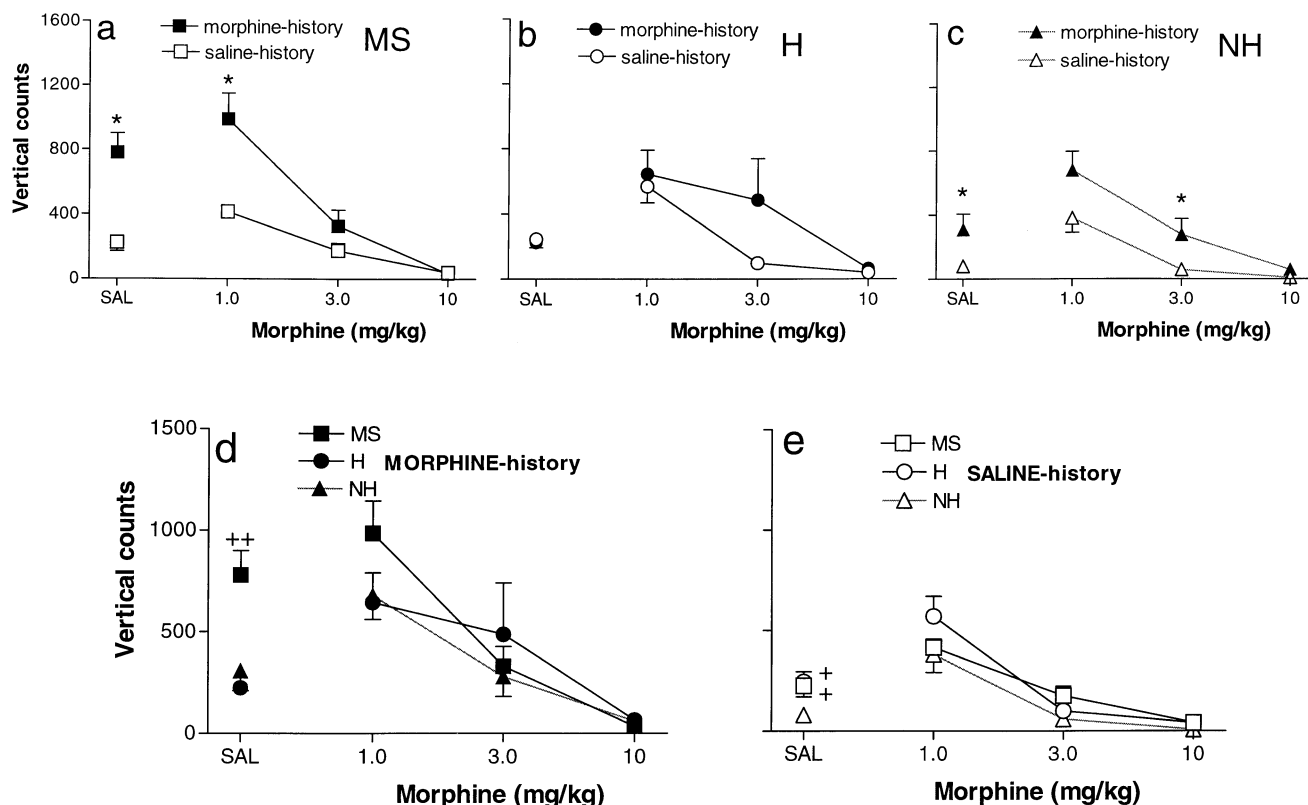 a
morphine-history
saline-history
MS
*
*
1600
1200
800
400
0
Vertical counts
SAL
1.0
3.0
10
Morphine (mg/kg)
b
morphine-history
saline-history
H
SAL
1.0
3.0
10
Morphine (mg/kg)
c
morphine-history
saline-history
NH
*
*
SAL
1.0
3.0
10
Morphine (mg/kg)
d
MS
H MORPHINE-history
NH
++
1500
1000
500
0
Vertical counts
SAL
1.0
3.0
10
Morphine (mg/kg)
e
MS
H SALINE-history
NH
+
+
SAL
1.0
3.0
10
Morphine (mg/kg)